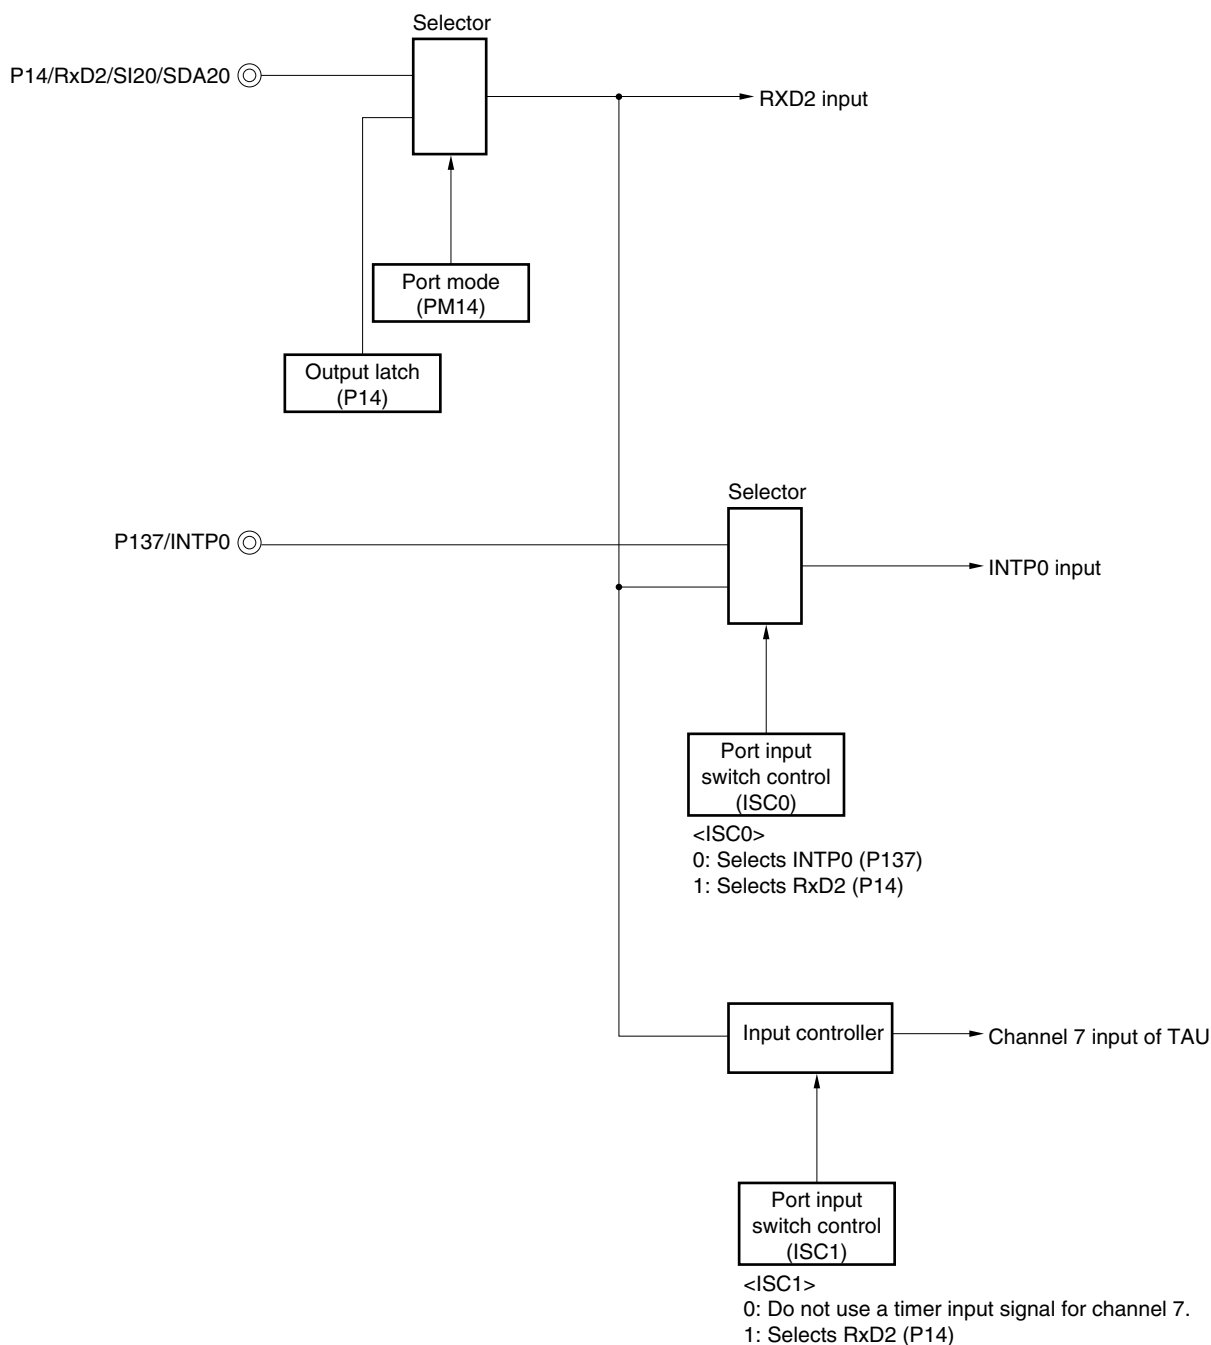 Selector
P14/RxD2/SI20/SDA20
RXD2 input
Port mode
(PM14)
Output latch
(P14)
Selector
P137/INTP0
INTP0 input
Port input
switch control
(ISC0)
<ISC0>
0: Selects INTP0 (P137)
1: Selects RxD2 (P14)
Input controller
Channel 7 input of TAU
Port input
switch control
(ISC1)
<ISC1>
0: Do not use a timer input signal for channel 7.
1: Selects RxD2 (P14)